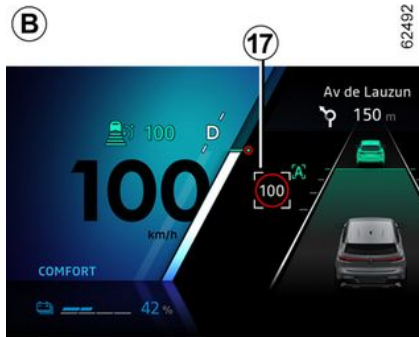 B
17
62492
Av de Lauzun
150 m
100
D
A
100
100
km/h
COMFORT
42 %